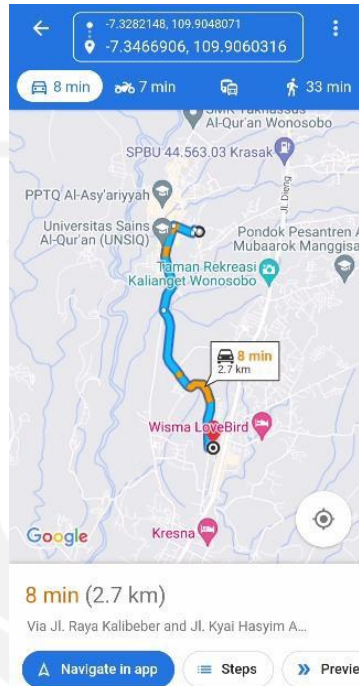 -7.3282148, 109.9048071
-7.3466906, 109.9060316
8 min
7 min
33 min
Al-Qur'an Wonosobo
SPBU 44.563.03 Krasak
Jl. Dieng
PPTQ Al-Asy'ariyyah
Universitas Sains
Al-Qur'an (UNSIQ)
Pondok Pesantren A
Mubaarok Manggisa
Taman Rekreasi
Kalianget Wonosobo
8 min
2.7 km
Wisma LoveBird
Kresna
Google
8 min (2.7 km)
Via Jl. Raya Kalibeber and Jl. Kyai Hasyim A...
Navigate in app
Steps
Previe